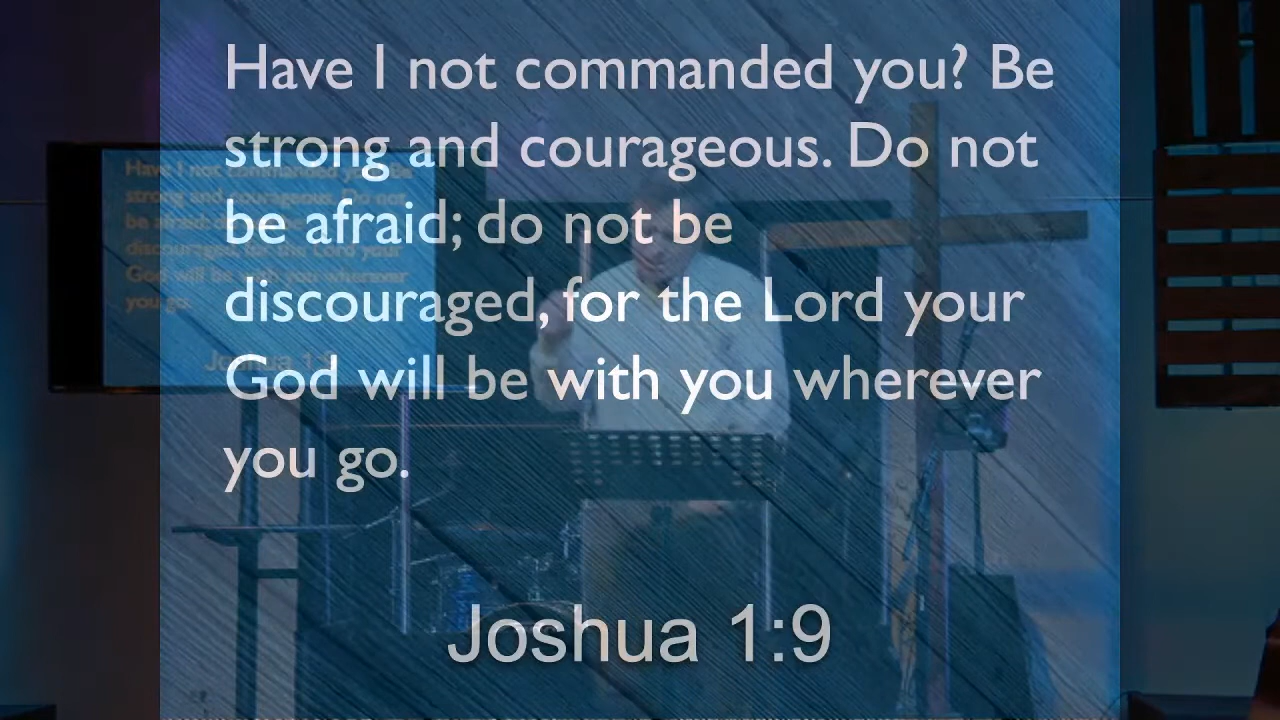 Have I not commanded you? Be
strong and courageous. Do not
be afraid; do not be
discouraged, for the Lord your
God will be with you wherever
you go.
Joshua 1:9